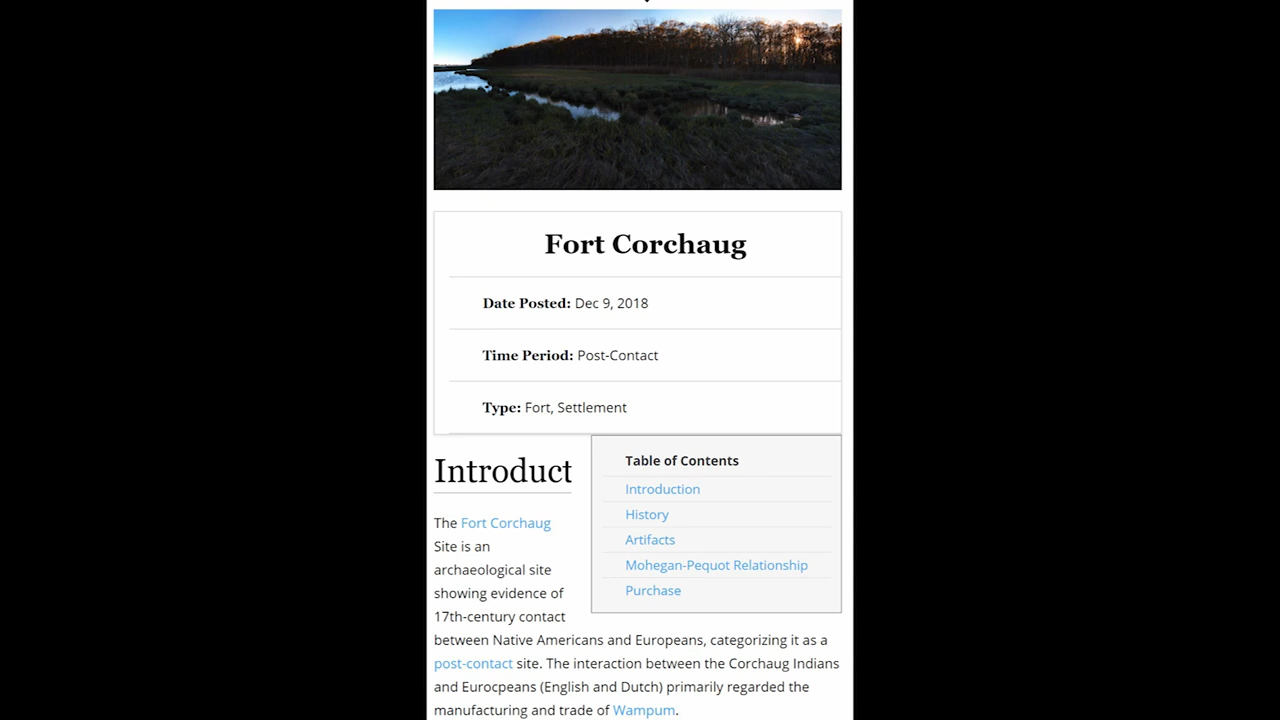 Fort Corchaug
Date Posted: Dec 9, 2018
Time Period: Post-Contact
Type: Fort, Settlement
Table of Contents
Introduction
History
Artifacts
Mohegan-Pequot Relationship
Purchase
Introduct
The Fort Corchaug
Site is an
archaeological site
showing evidence of
17th-century contact
between Native Americans and Europeans, categorizing it as a
post-contact site. The interaction between the Corchaug Indians
and Eurocpeans (English and Dutch) primarily regarded the
manufacturing and trade of Wampum.